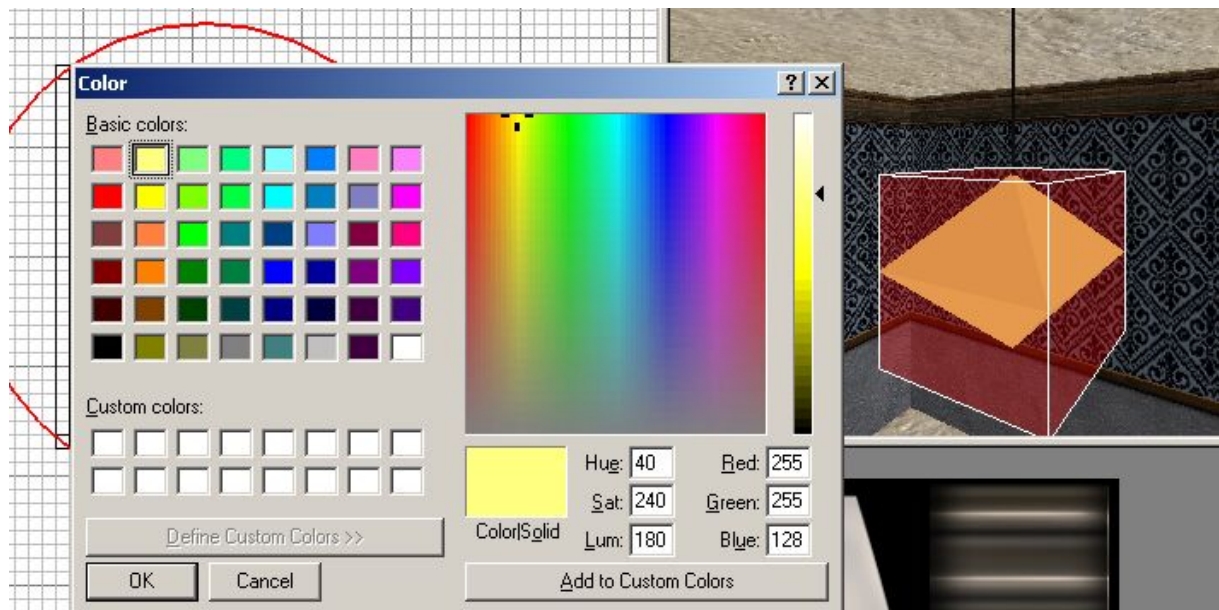 Color
Basic colors:
Custom colors:
Define Custom Colors >>
OK Cancel
Color|Solid
Hue: 40
Sat: 240
Lum: 180
Red: 255
Green: 255
Blue: 128
Add to Custom Colors